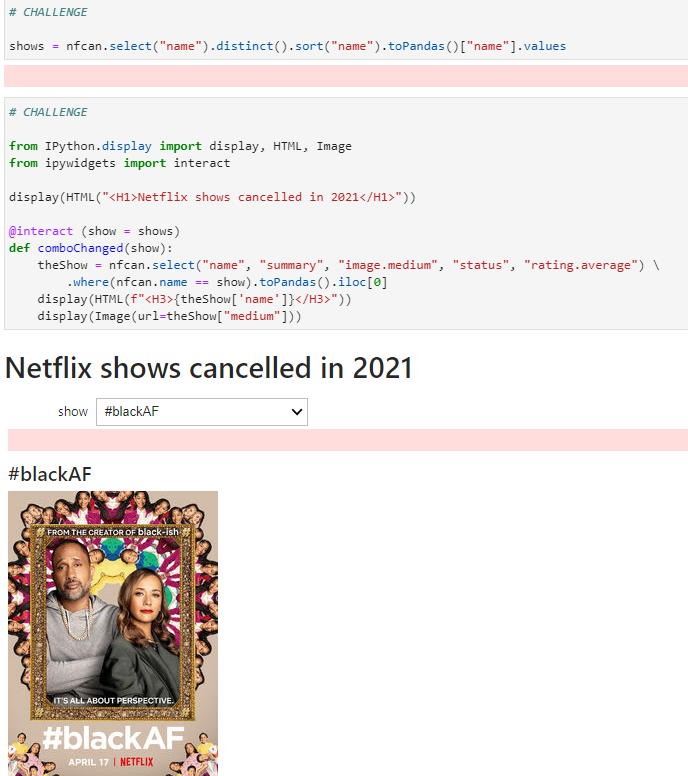 # CHALLENGE
shows = nfcan.select("name").distinct().sort("name").toPandas()["name"].values
# CHALLENGE
from IPython.display import display, HTML, Image
from ipywidgets import interact
display(HTML("<H1>Netflix shows cancelled in 2021</H1>"))
@interact (show = shows)
def comboChanged(show):
    theShow = nfcan.select("name", "summary", "image.medium", "status", "rating.average") \
        .where(nfcan.name == show).toPandas().iloc[0]
    display(HTML(f"<H3>{theShow['name']}</H3>"))
    display(Image(url=theShow["medium"]))
Netflix shows cancelled in 2021
show #blackAF
#blackAF
FROM THE CREATOR OF black-ish
IT'S ALL ABOUT PERSPECTIVE.
#blackAF
APRIL 17 | NETFLIX